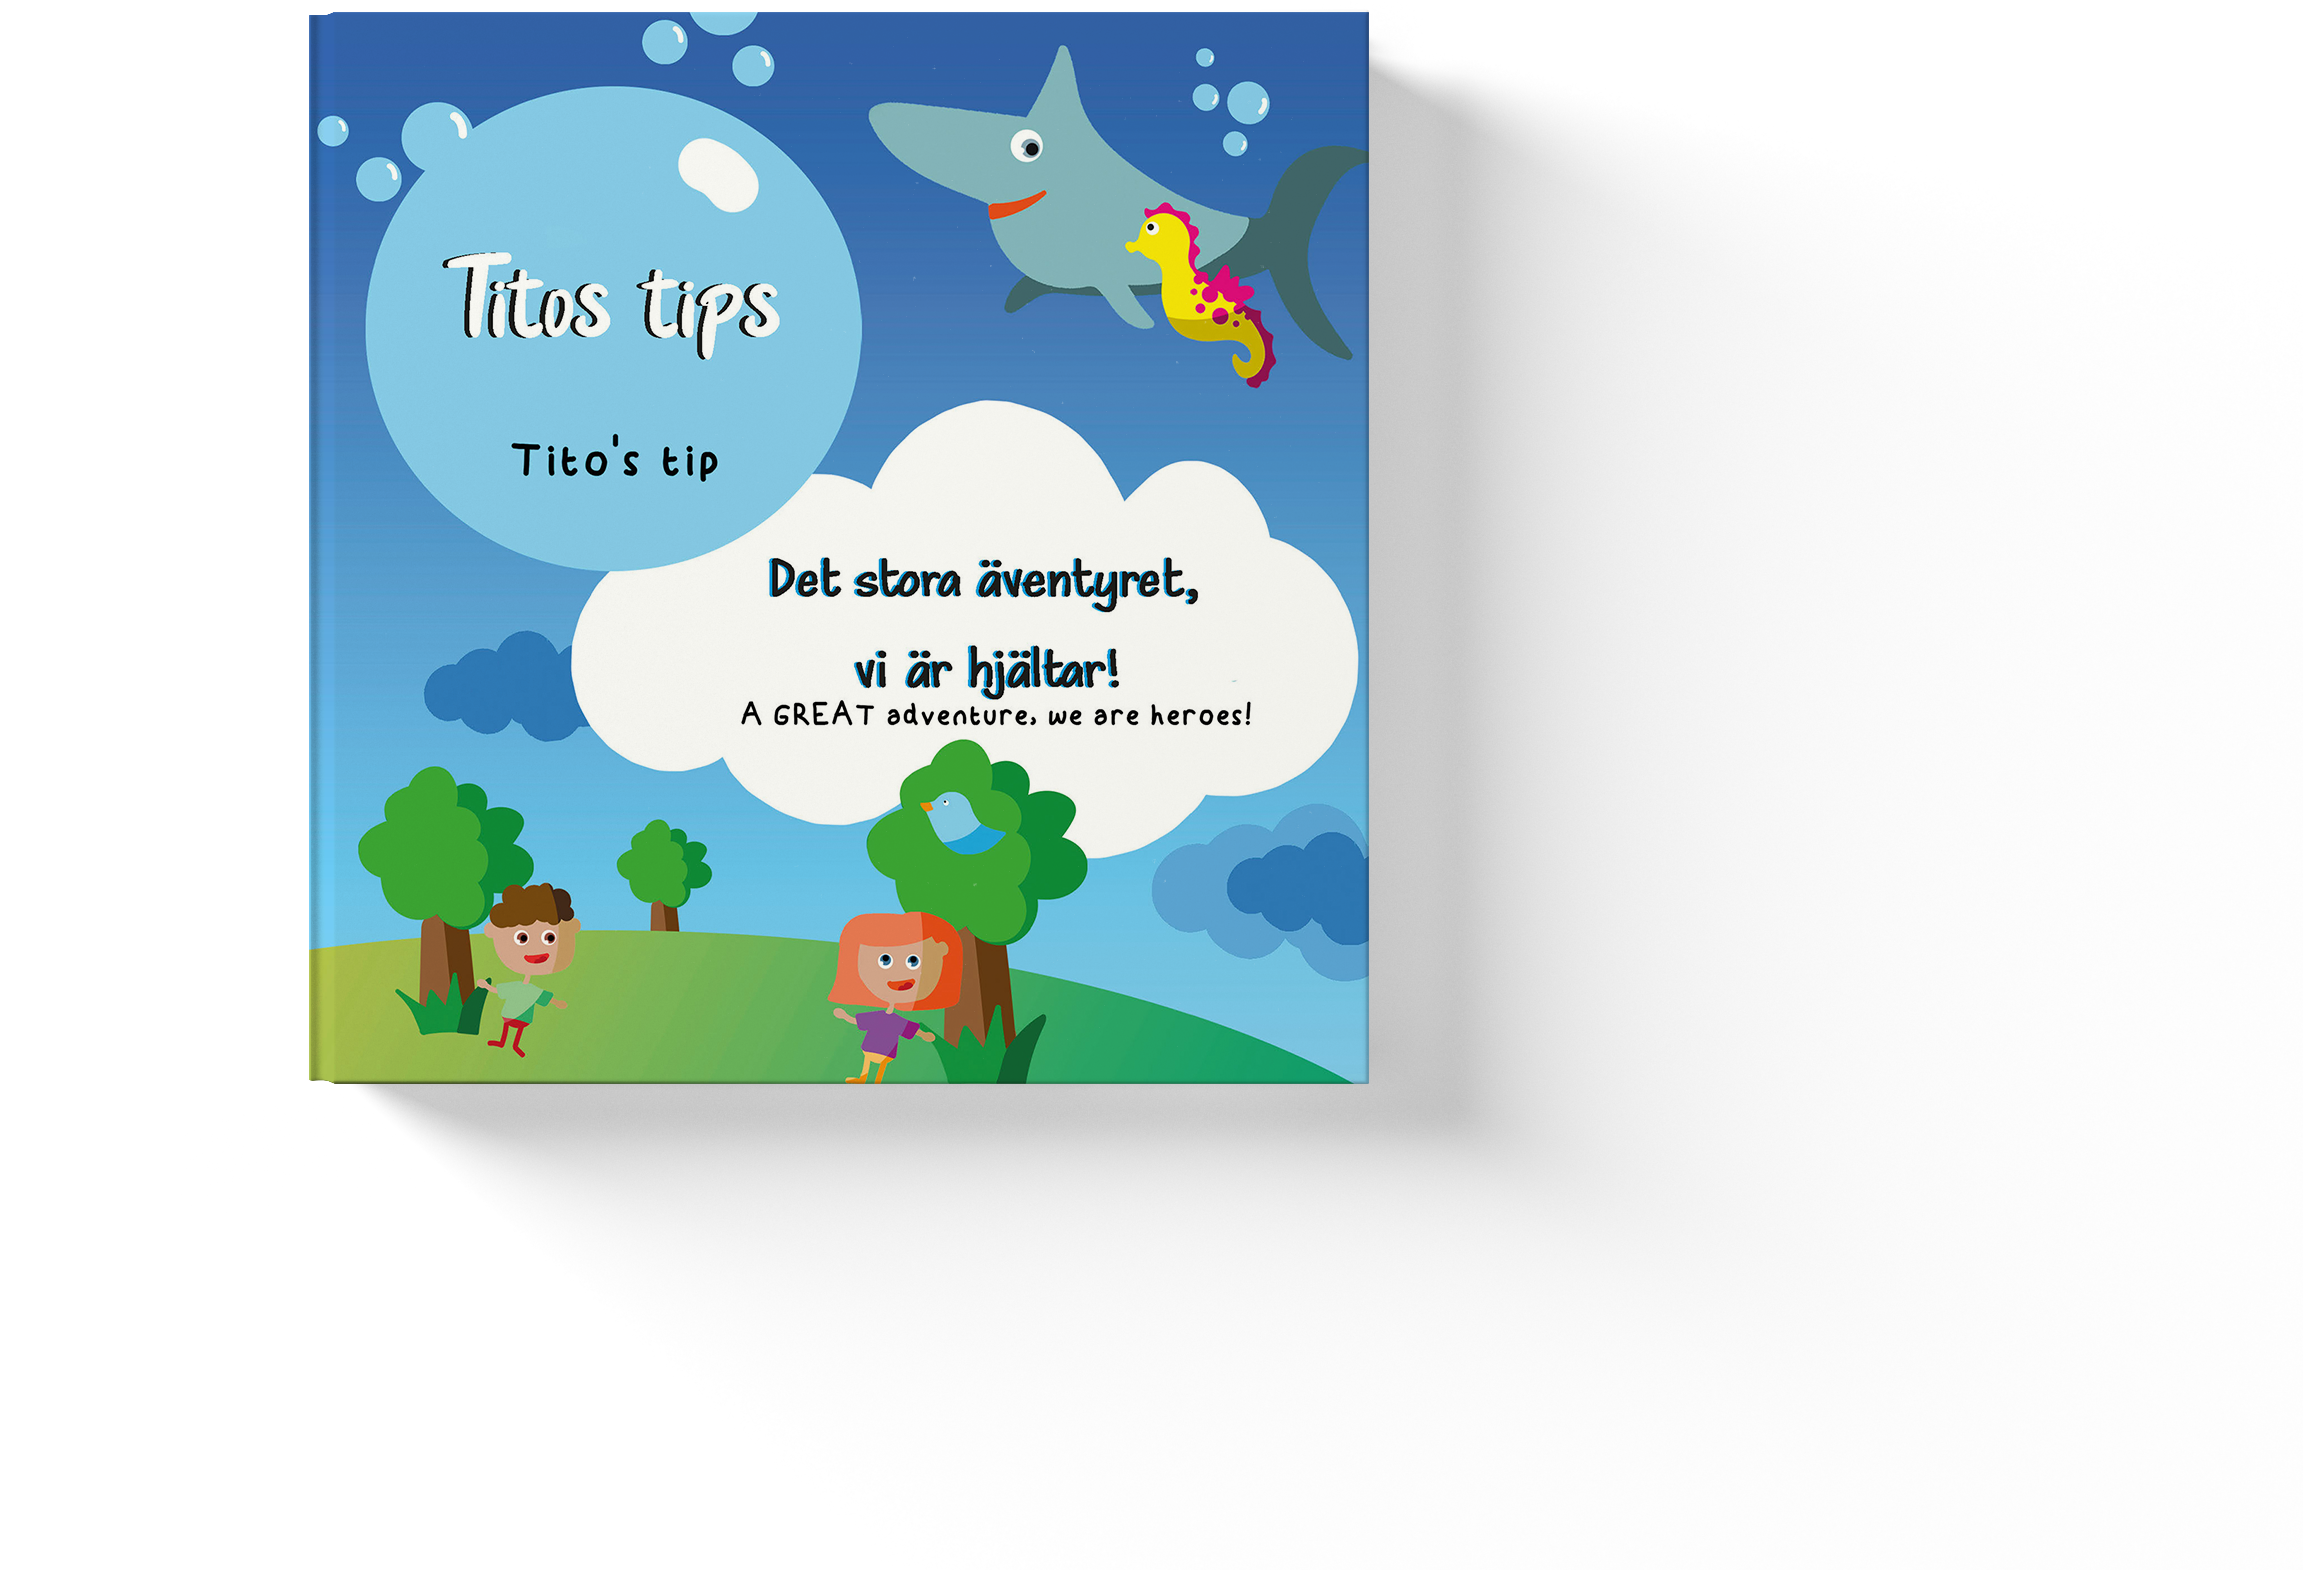 Titos tips
Tito's tip
Det stora äventyret,
vi är hjältar!
A GREAT adventure, we are heroes!